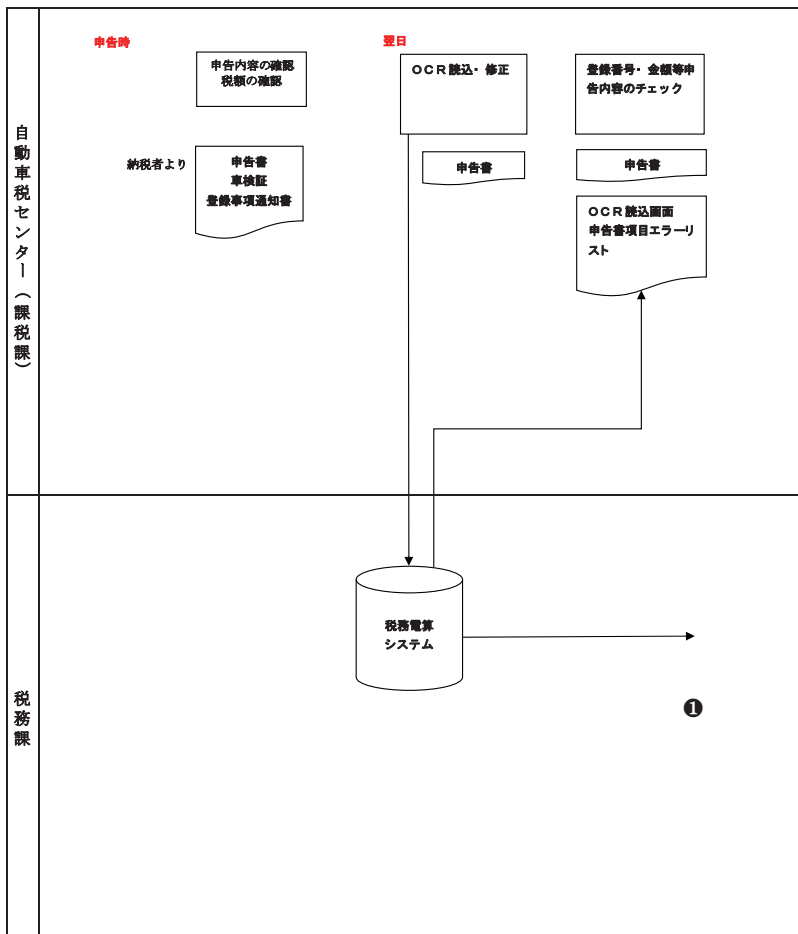 自動車税センター（課税課）
申告時
申告内容の確認
税額の確認
納税者より
申告書
車検証
登録事項通知書
翌日
ＯＣＲ読込・修正
申告書
登録番号・金額等申
告内容のチェック
申告書
ＯＣＲ読込画面
申告書項目エラーリ
スト
税務課
税務電算
システム
❶